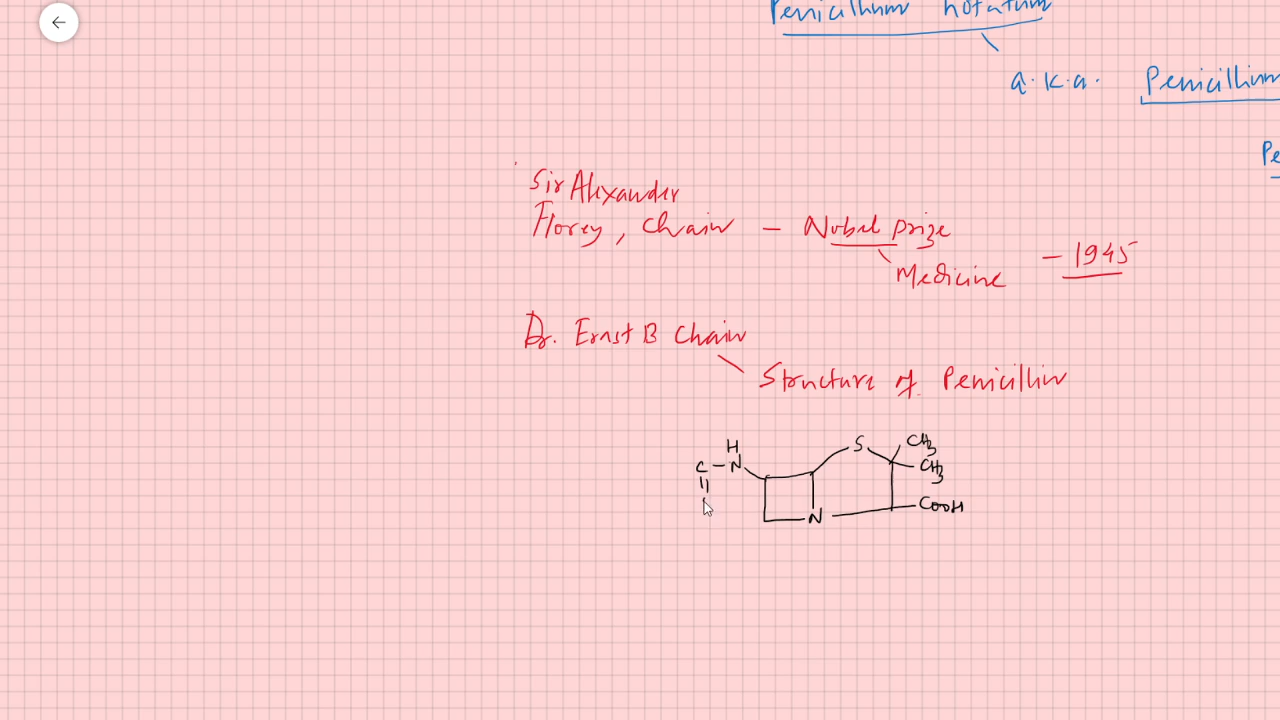 Penicillium notatum
a.k.a. Penicillium
Pe
Sir Alexander
Florey, Chain - Nobel prize
Medicine - 1945
Dr. Ernst B Chain
Structure of Penicillin
H
C-N
S
CH3
CH3
N
COOH